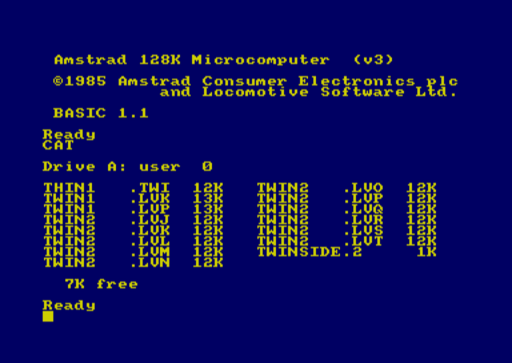 Amstrad 128K Microcomputer (v3)
©1985 Amstrad Consumer Electronics plc
and Locomotive Software Ltd.
BASIC 1.1
Ready
CAT
Drive A: user 0
THIN1 .TWI 12K TWIN2 .LVO 12K
TWIN1 .LVK 13K TWIN2 .LVP 12K
TWIN1 .LVP 13K TWIN2 .LVQ 12K
TWIN2 .LVJ 12K TWIN2 .LVR 12K
TWIN2 .LVK 12K TWIN2 .LVS 12K
TWIN2 .LVL 12K TWIN2 .LVT 12K
TWIN2 .LVM 12K TWINSIDE.2 1K
TWIN2 .LVN 12K
7K free
Ready